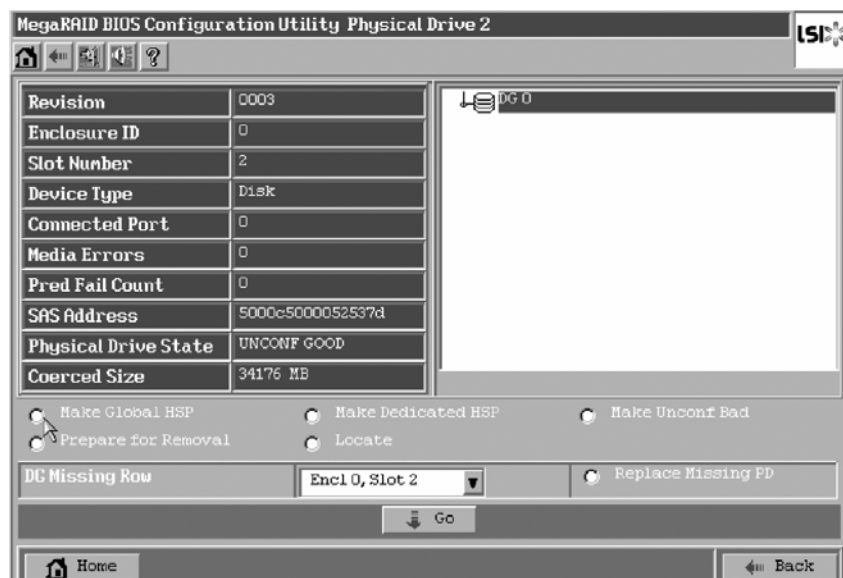 MegaRAID BIOS Configuration Utility Physical Drive 2
LSI
Revision 0003
Enclosure ID 0
Slot Number 2
Device Type Disk
Connected Port 0
Media Errors 0
Pred Fail Count 0
SAS Address 5000c5000052537d
Physical Drive State UNCONF GOOD
Coerced Size 34176 MB
DG 0
Make Global HSP Make Dedicated HSP Make Unconf Bad
Prepare for Removal Locate
DG Missing Row Encl 0, Slot 2 Replace Missing PD
Go
Home Back